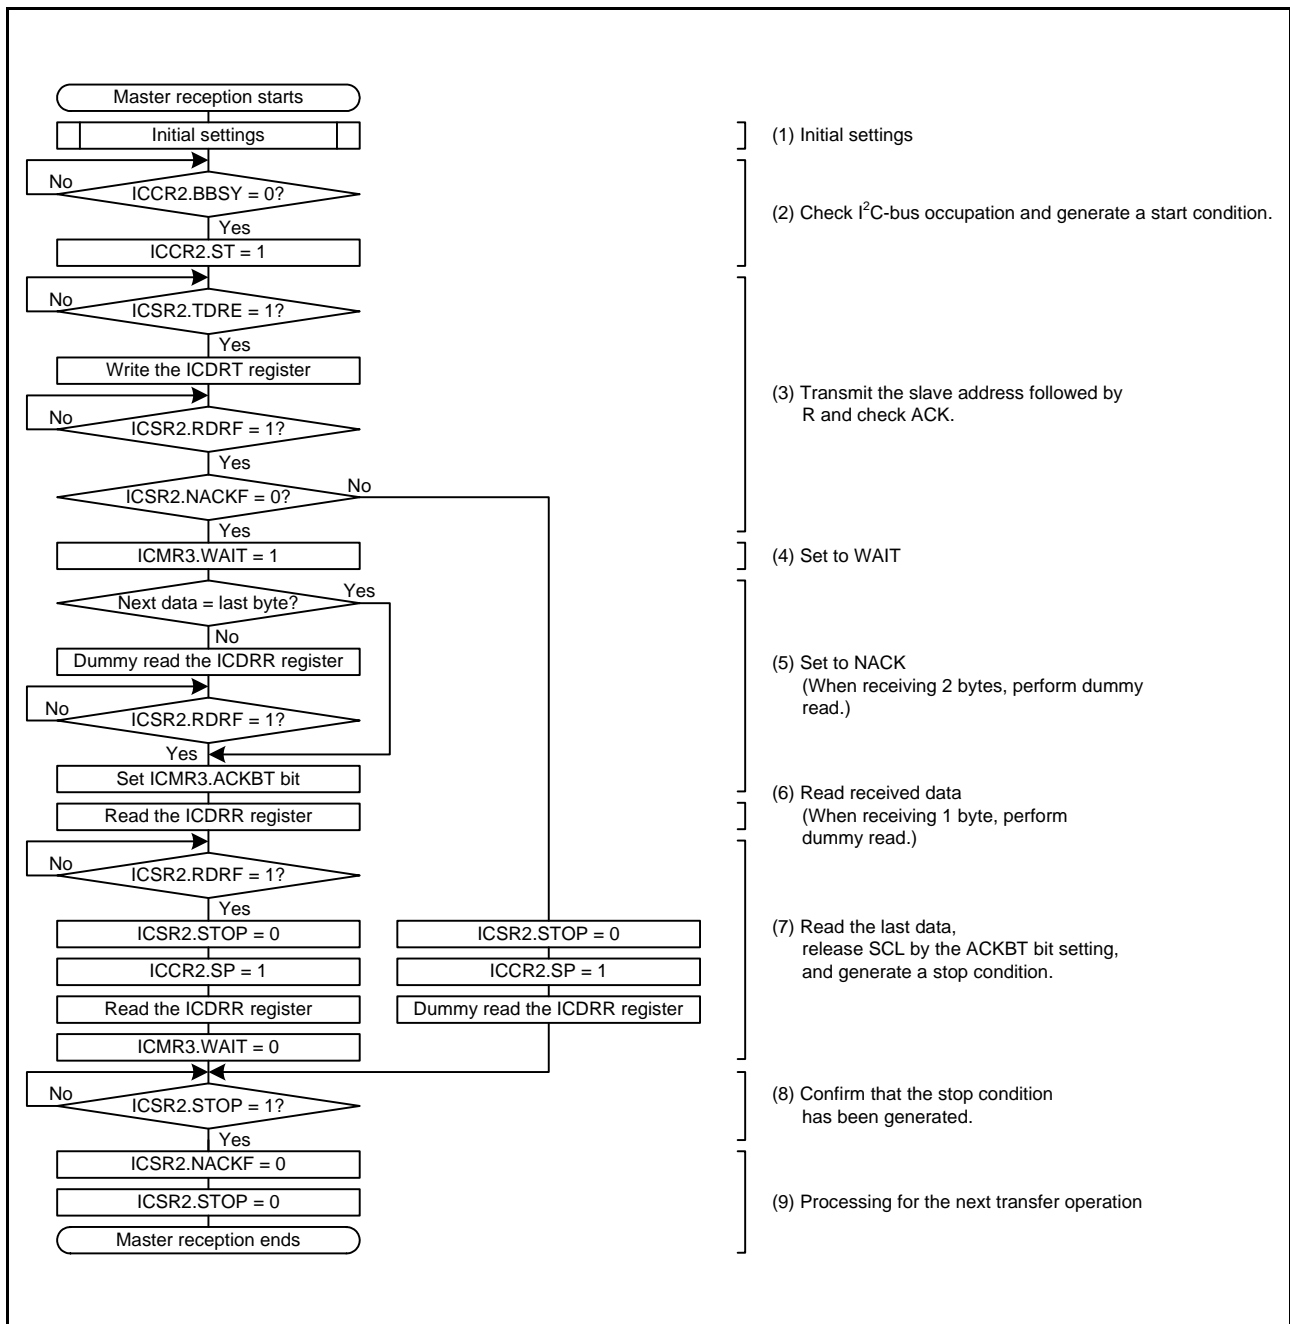 Master reception starts
Initial settings
No
ICCR2.BBSY = 0?
Yes
ICCR2.ST = 1
No
ICSR2.TDRE = 1?
Yes
Write the ICDRT register
No
ICSR2.RDRF = 1?
Yes
ICSR2.NACKF = 0?
No
Yes
ICMR3.WAIT = 1
Next data = last byte?
Yes
No
Dummy read the ICDRR register
No
ICSR2.RDRF = 1?
Yes
Set ICMR3.ACKBT bit
Read the ICDRR register
No
ICSR2.RDRF = 1?
Yes
ICSR2.STOP = 0
ICCR2.SP = 1
Read the ICDRR register
ICMR3.WAIT = 0
ICSR2.STOP = 0
ICCR2.SP = 1
Dummy read the ICDRR register
No
ICSR2.STOP = 1?
Yes
ICSR2.NACKF = 0
ICSR2.STOP = 0
Master reception ends
(1) Initial settings
(2) Check I²C-bus occupation and generate a start condition.
(3) Transmit the slave address followed by
R and check ACK.
(4) Set to WAIT
(5) Set to NACK
(When receiving 2 bytes, perform dummy
read.)
(6) Read received data
(When receiving 1 byte, perform
dummy read.)
(7) Read the last data,
release SCL by the ACKBT bit setting,
and generate a stop condition.
(8) Confirm that the stop condition
has been generated.
(9) Processing for the next transfer operation